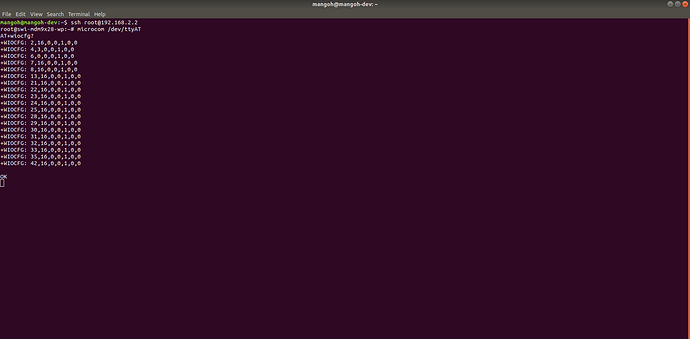 mangoh@mangoh-dev: ~
File Edit View Search Terminal Help
mangoh@mangoh-dev:~$ ssh root@192.168.2.2
root@swi-mdm9x28-wp:~# microcom /dev/ttyAT
AT+wiocfg?
+WIOCFG: 2,16,0,0,1,0,0
+WIOCFG: 4,3,0,0,1,0,0
+WIOCFG: 6,0,0,0,1,0,0
+WIOCFG: 7,16,0,0,1,0,0
+WIOCFG: 8,16,0,0,1,0,0
+WIOCFG: 13,16,0,0,1,0,0
+WIOCFG: 21,16,0,0,1,0,0
+WIOCFG: 22,16,0,0,1,0,0
+WIOCFG: 23,16,0,0,1,0,0
+WIOCFG: 24,16,0,0,1,0,0
+WIOCFG: 25,16,0,0,1,0,0
+WIOCFG: 28,16,0,0,1,0,0
+WIOCFG: 29,16,0,0,1,0,0
+WIOCFG: 30,16,0,0,1,0,0
+WIOCFG: 31,16,0,0,1,0,0
+WIOCFG: 32,16,0,0,1,0,0
+WIOCFG: 33,16,0,0,1,0,0
+WIOCFG: 35,16,0,0,1,0,0
+WIOCFG: 42,16,0,0,1,0,0
OK